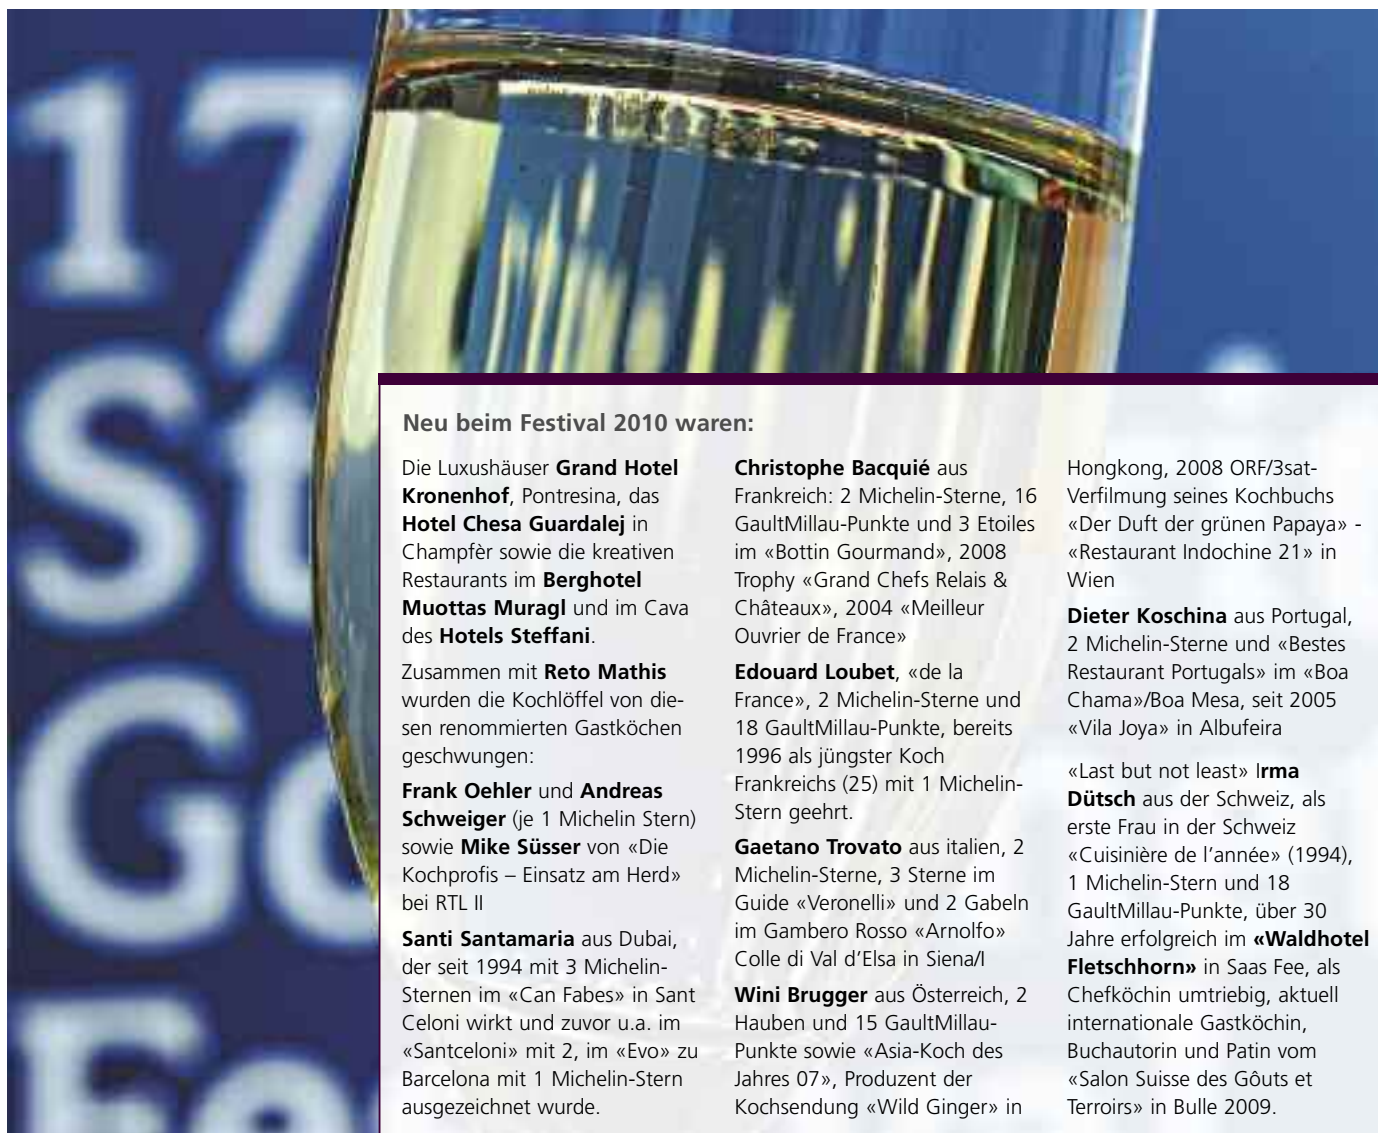 17
St
Go
Fe
Neu beim Festival 2010 waren:
Die Luxushäuser Grand Hotel
Kronenhof, Pontresina, das
Hotel Chesa Guardalej in
Champfèr sowie die kreativen
Restaurants im Berghotel
Muottas Muragl und im Cava
des Hotels Steffani.
Zusammen mit Reto Mathis
wurden die Kochlöffel von die-
sen renommierten Gastköchen
geschwungen:
Frank Oehler und Andreas
Schweiger (je 1 Michelin Stern)
sowie Mike Süsser von «Die
Kochprofis – Einsatz am Herd»
bei RTL II
Santi Santamaria aus Dubai,
der seit 1994 mit 3 Michelin-
Sternen im «Can Fabes» in Sant
Celoni wirkt und zuvor u.a. im
«Santceloni» mit 2, im «Evo» zu
Barcelona mit 1 Michelin-Stern
ausgezeichnet wurde.
Christophe Bacquié aus
Frankreich: 2 Michelin-Sterne, 16
GaultMillau-Punkte und 3 Etoiles
im «Bottin Gourmand», 2008
Trophy «Grand Chefs Relais &
Châteaux», 2004 «Meilleur
Ouvrier de France»
Edouard Loubet, «de la
France», 2 Michelin-Sterne und
18 GaultMillau-Punkte, bereits
1996 als jüngster Koch
Frankreichs (25) mit 1 Michelin-
Stern geehrt.
Gaetano Trovato aus italien, 2
Michelin-Sterne, 3 Sterne im
Guide «Veronelli» und 2 Gabeln
im Gambero Rosso «Arnolfo»
Colle di Val d'Elsa in Siena/I
Wini Brugger aus Österreich, 2
Hauben und 15 GaultMillau-
Punkte sowie «Asia-Koch des
Jahres 07», Produzent der
Kochsendung «Wild Ginger» in
Hongkong, 2008 ORF/3sat-
Verfilmung seines Kochbuchs
«Der Duft der grünen Papaya» -
«Restaurant Indochine 21» in
Wien
Dieter Koschina aus Portugal,
2 Michelin-Sterne und «Bestes
Restaurant Portugals» im «Boa
Chama»/Boa Mesa, seit 2005
«Vila Joya» in Albufeira
«Last but not least» Irma
Dütsch aus der Schweiz, als
erste Frau in der Schweiz
«Cuisinière de l'année» (1994),
1 Michelin-Stern und 18
GaultMillau-Punkte, über 30
Jahre erfolgreich im «Waldhotel
Fletschhorn» in Saas Fee, als
Chefköchin umtriebig, aktuell
internationale Gastköchin,
Buchautorin und Patin vom
«Salon Suisse des Gôuts et
Terroirs» in Bulle 2009.